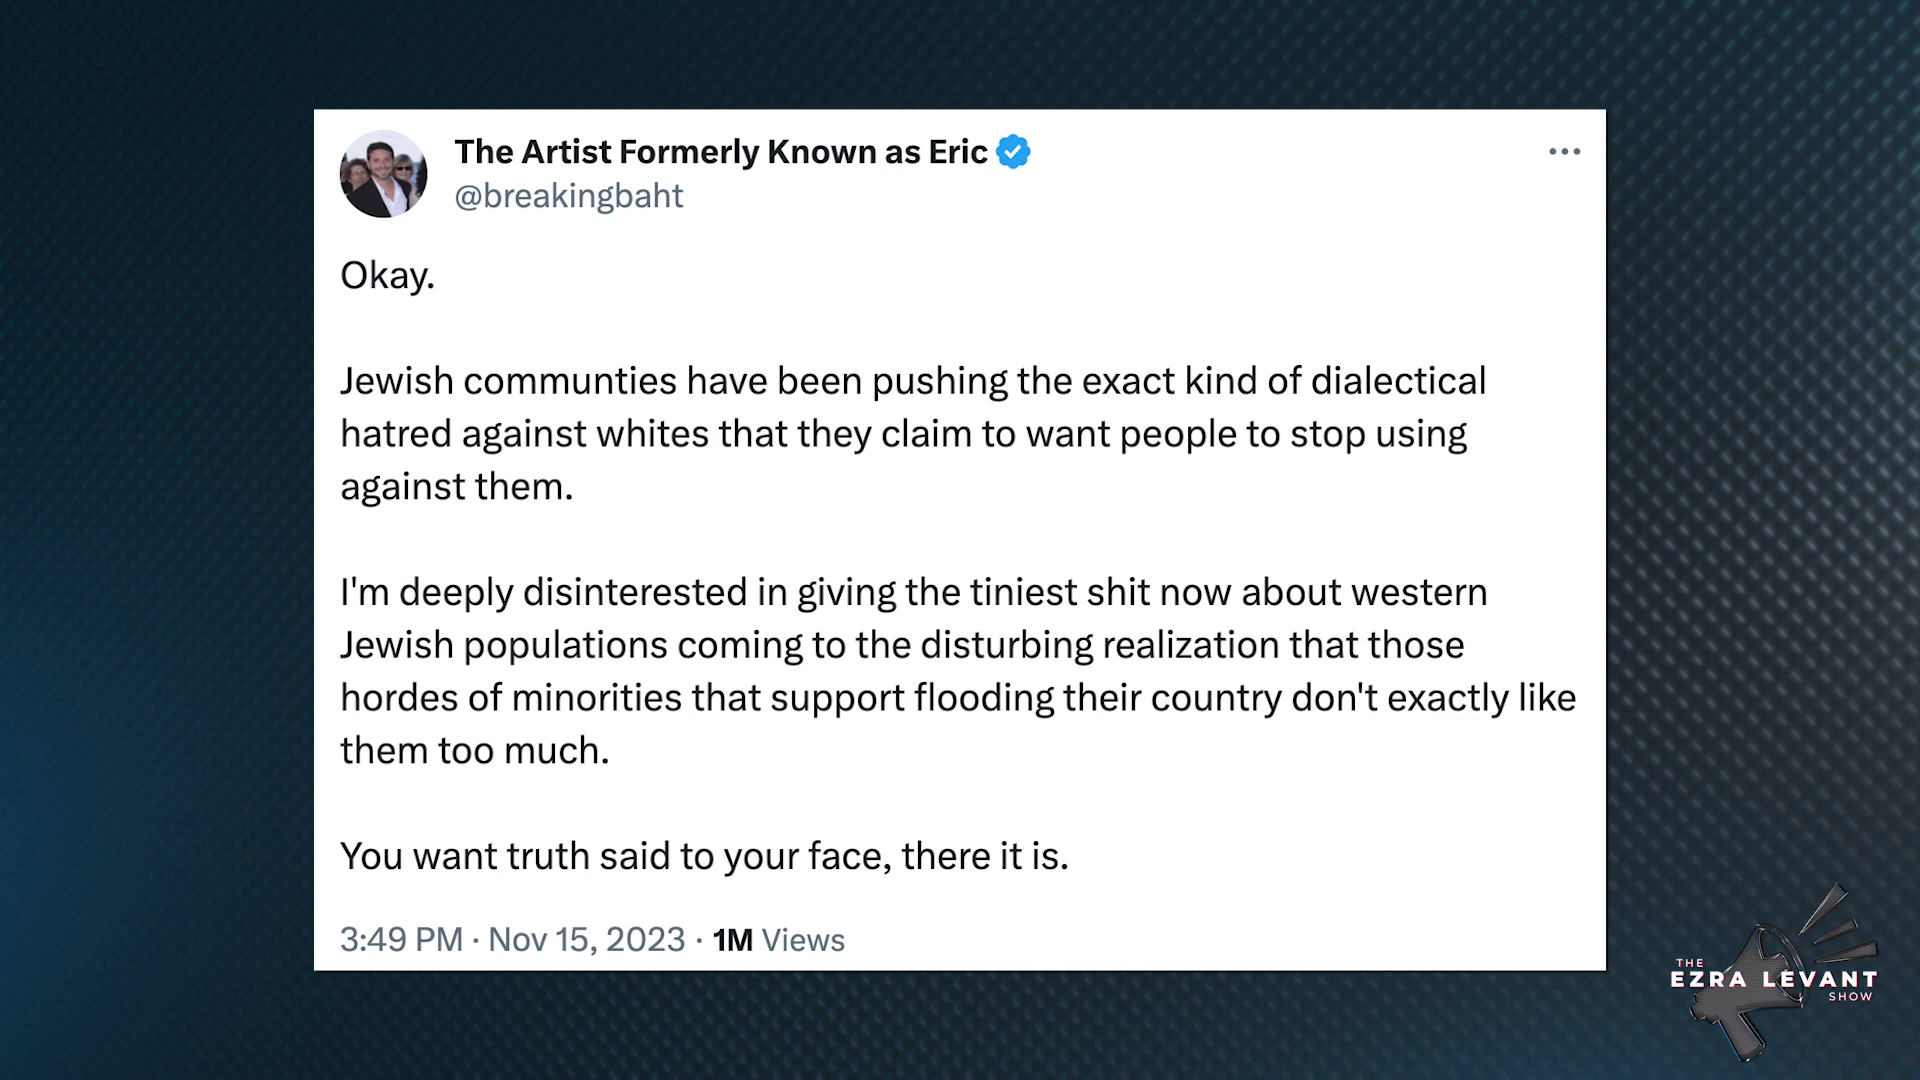 The Artist Formerly Known as Eric
@breakingbaht
Okay.
Jewish communties have been pushing the exact kind of dialectical
hatred against whites that they claim to want people to stop using
against them.
I'm deeply disinterested in giving the tiniest shit now about western
Jewish populations coming to the disturbing realization that those
hordes of minorities that support flooding their country don't exactly like
them too much.
You want truth said to your face, there it is.
3:49 PM · Nov 15, 2023 · 1M Views
THE
EZRA LEVANT
SHOW